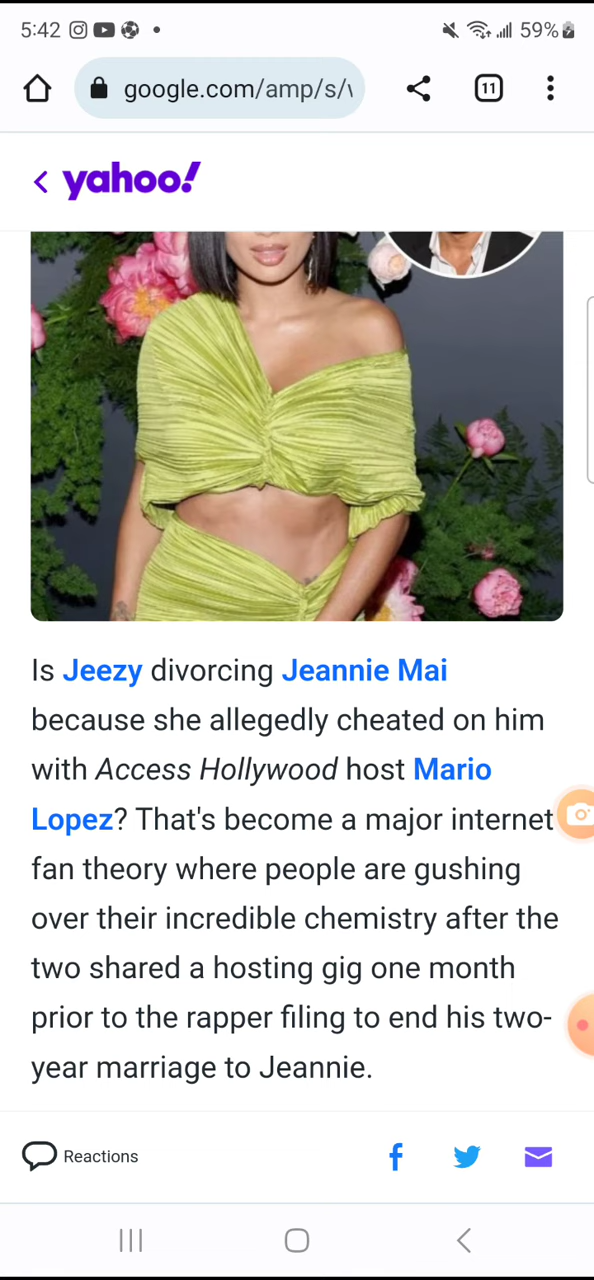 5:42 59%
google.com/amp/s/
11
yahoo!
Is Jeezy divorcing Jeannie Mai
because she allegedly cheated on him
with Access Hollywood host Mario
Lopez? That's become a major internet
fan theory where people are gushing
over their incredible chemistry after the
two shared a hosting gig one month
prior to the rapper filing to end his two-
year marriage to Jeannie.
Reactions